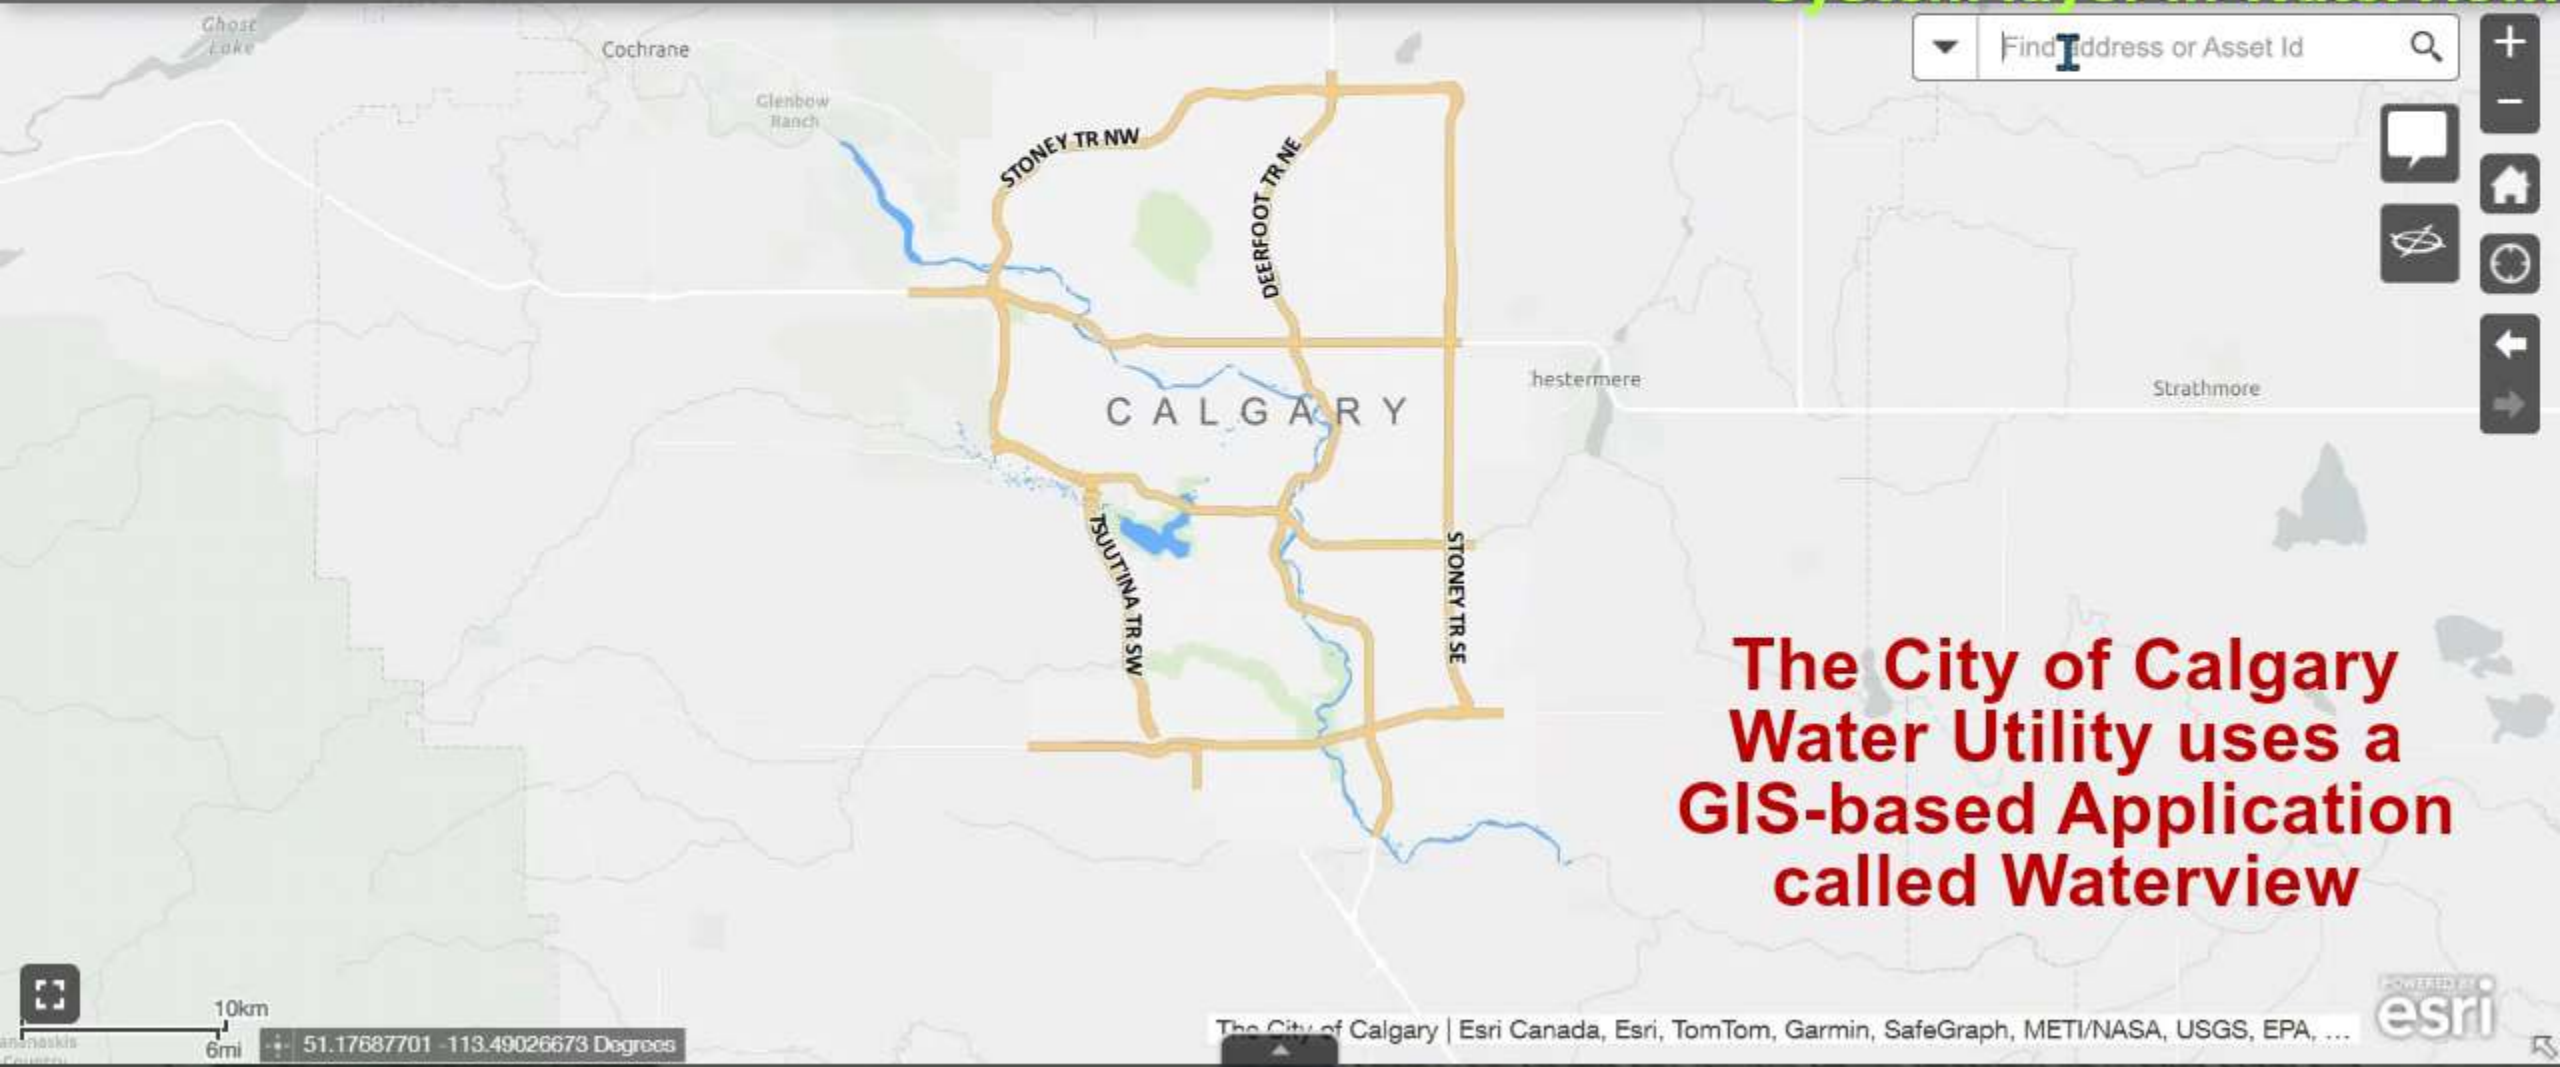 Ghost
Lake
Cochrane
Glenbow
Ranch
Find address or Asset Id
STONEY TR NW
DEERFOOT TR NE
CALGARY
hestermere
Strathmore
TSUUT'INA TR SW
STONEY TR SE
The City of Calgary
Water Utility uses a
GIS-based Application
called Waterview
10km
6mi
51.17687701 -113.49026673 Degrees
The City of Calgary | Esri Canada, Esri, TomTom, Garmin, SafeGraph, METI/NASA, USGS, EPA, ...
POWERED BY
esri